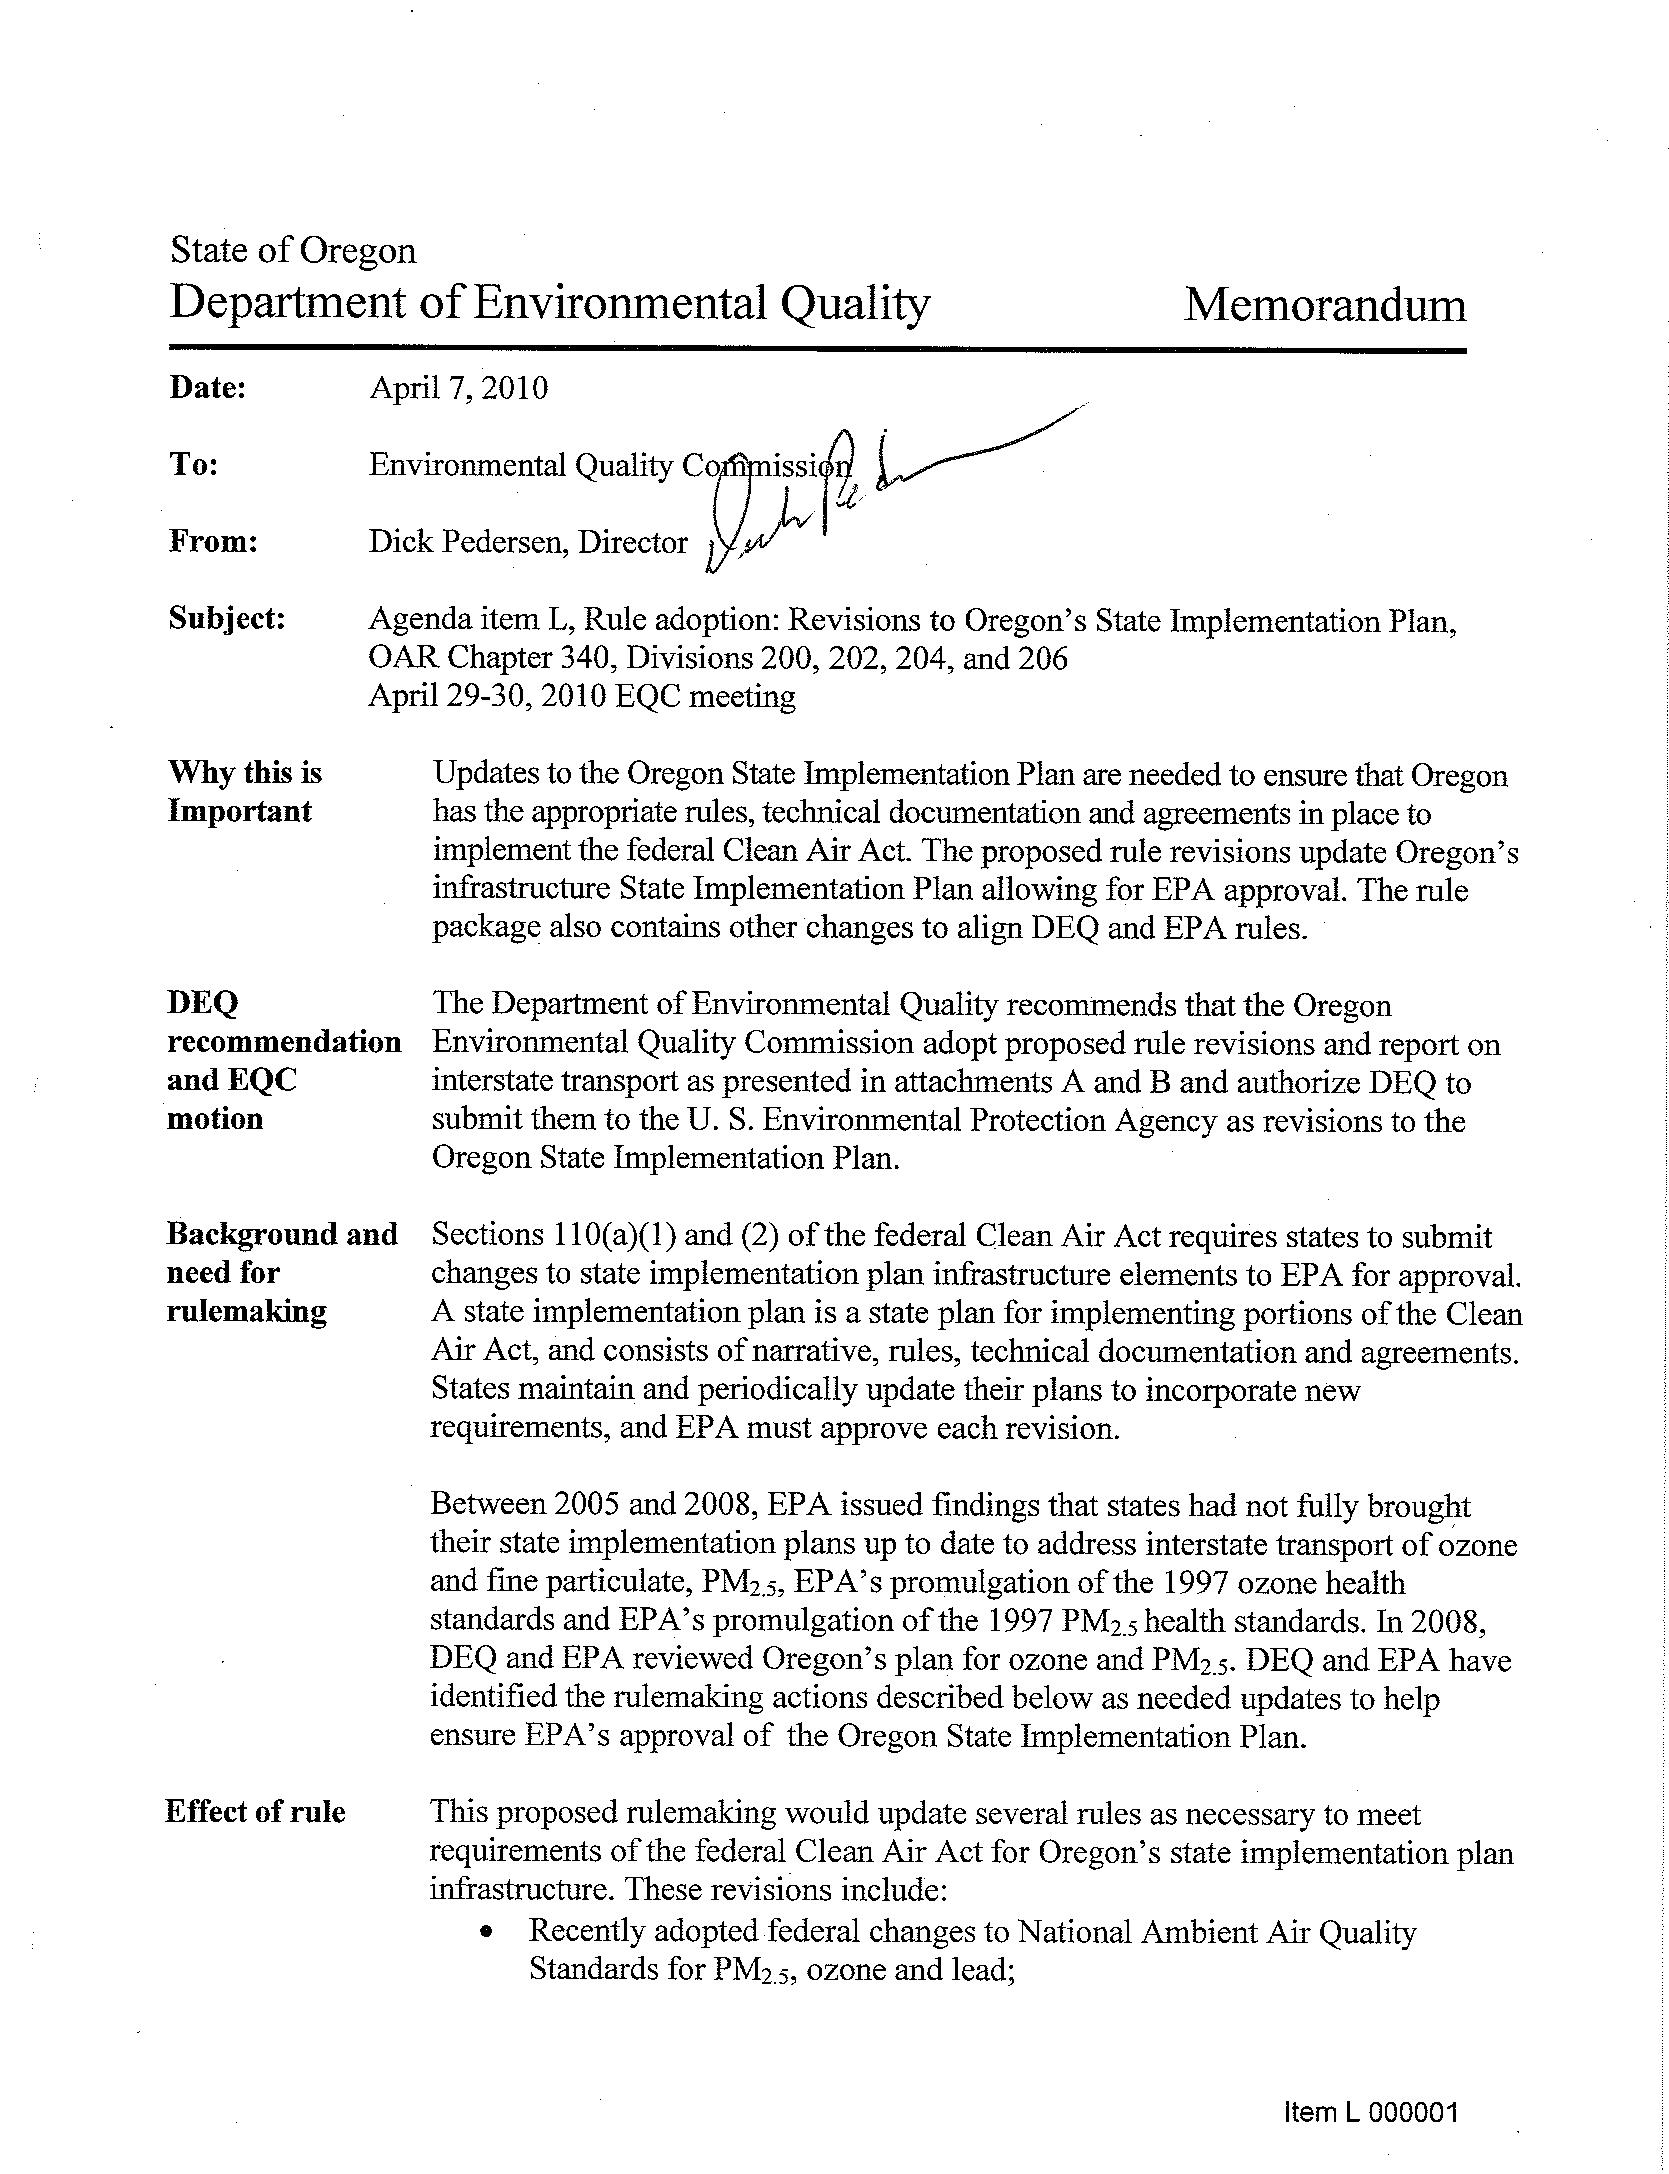 State of Oregon
Department of Environmental Quality Memorandum
Date: April 7, 2010
To: Environmental Quality Commission
From: Dick Pedersen, Director
Subject: Agenda item L, Rule adoption: Revisions to Oregon's State Implementation Plan,
OAR Chapter 340, Divisions 200, 202, 204, and 206
April 29-30, 2010 EQC meeting
Why this is Important
Updates to the Oregon State Implementation Plan are needed to ensure that Oregon
has the appropriate rules, technical documentation and agreements in place to
implement the federal Clean Air Act. The proposed rule revisions update Oregon's
infrastructure State Implementation Plan allowing for EPA approval. The rule
package also contains other changes to align DEQ and EPA rules.
DEQ
recommendation
and EQC
motion
The Department of Environmental Quality recommends that the Oregon
Environmental Quality Commission adopt proposed rule revisions and report on
interstate transport as presented in attachments A and B and authorize DEQ to
submit them to the U. S. Environmental Protection Agency as revisions to the
Oregon State Implementation Plan.
Background and
need for
rulemaking
Sections 110(a)(1) and (2) of the federal Clean Air Act requires states to submit
changes to state implementation plan infrastructure elements to EPA for approval.
A state implementation plan is a state plan for implementing portions of the Clean
Air Act, and consists of narrative, rules, technical documentation and agreements.
States maintain and periodically update their plans to incorporate new
requirements, and EPA must approve each revision.
Between 2005 and 2008, EPA issued findings that states had not fully brought
their state implementation plans up to date to address interstate transport of ozone
and fine particulate, PM2.5, EPA's promulgation of the 1997 ozone health
standards and EPA's promulgation of the 1997 PM2.5 health standards. In 2008,
DEQ and EPA reviewed Oregon's plan for ozone and PM2.5. DEQ and EPA have
identified the rulemaking actions described below as needed updates to help
ensure EPA's approval of the Oregon State Implementation Plan.
Effect of rule
This proposed rulemaking would update several rules as necessary to meet
requirements of the federal Clean Air Act for Oregon's state implementation plan
infrastructure. These revisions include:
• Recently adopted federal changes to National Ambient Air Quality
Standards for PM2.5, ozone and lead;
Item L 000001